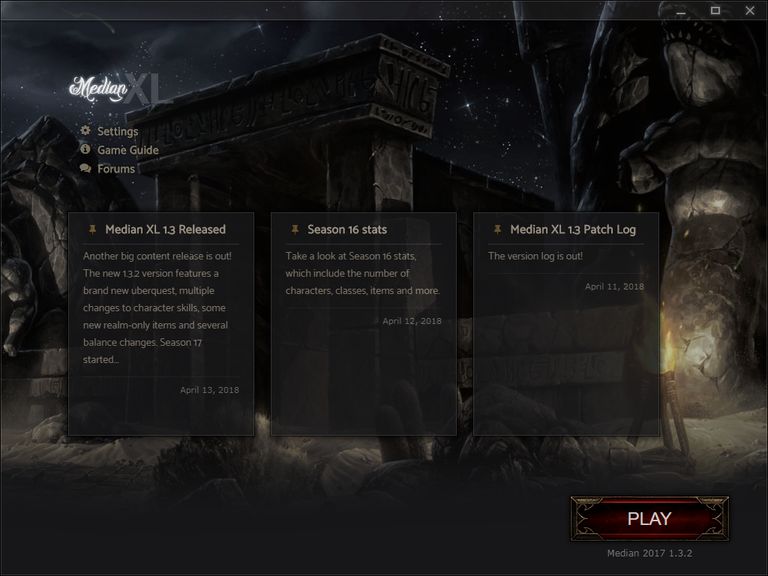 Median XL
Settings
Game Guide
Forums
Median XL 1.3 Released
Another big content release is out!
The new 1.3.2 version features a
brand new uberquest, multiple
changes to character skills, some
new realm-only items and several
balance changes. Season 17
started...
April 13, 2018
Season 16 stats
Take a look at Season 16 stats,
which include the number of
characters, classes, items and more.
April 12, 2018
Median XL 1.3 Patch Log
The version log is out!
April 11, 2018
PLAY
Median 2017 1.3.2